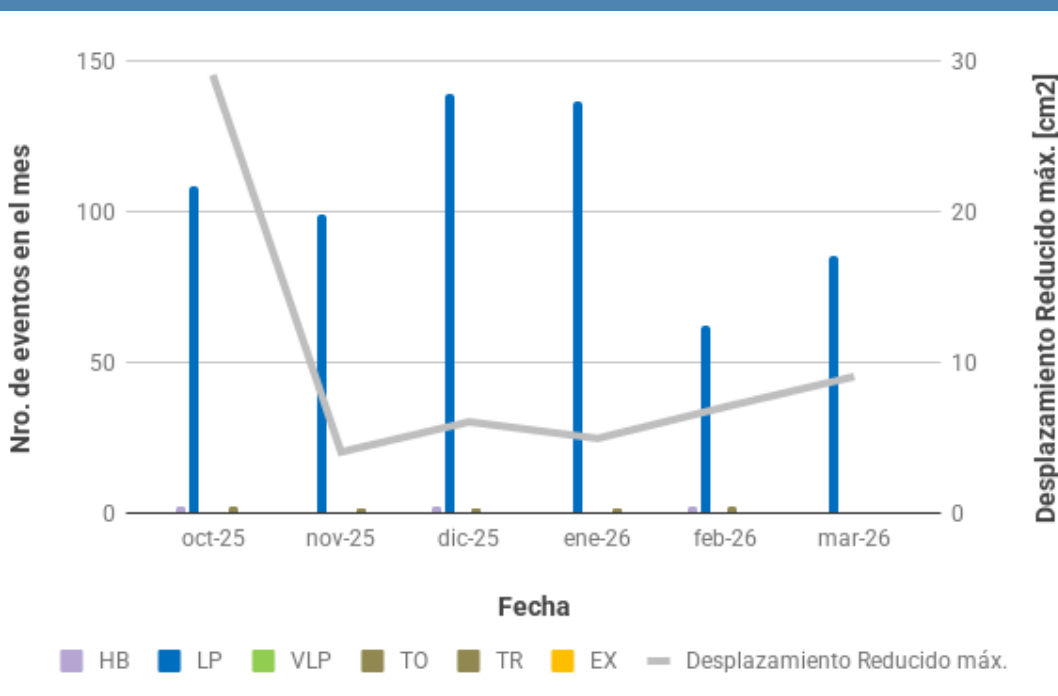 150
100
50
0
30
20
10
0
Nro. de eventos en el mes
Desplazamiento Reducido máx. [cm2]
oct-25 nov-25 dic-25 ene-26 feb-26 mar-26
Fecha
HB LP VLP TO TR EX Desplazamiento Reducido máx.